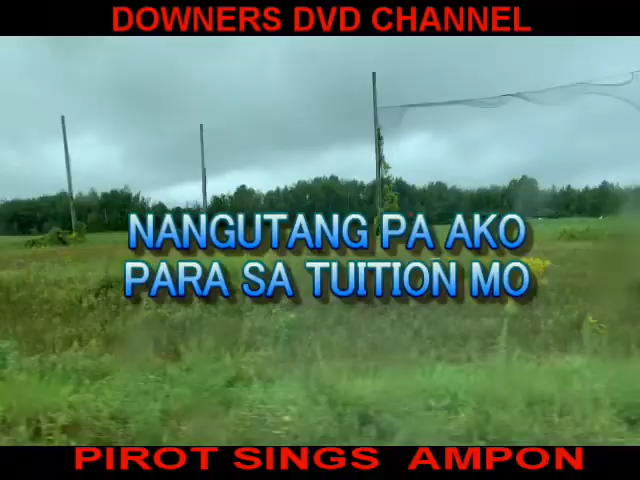 DOWNERS DVD CHANNEL
NANGUTANG PA AKO
PARA SA TUITION MO
PIROT SINGS AMPON